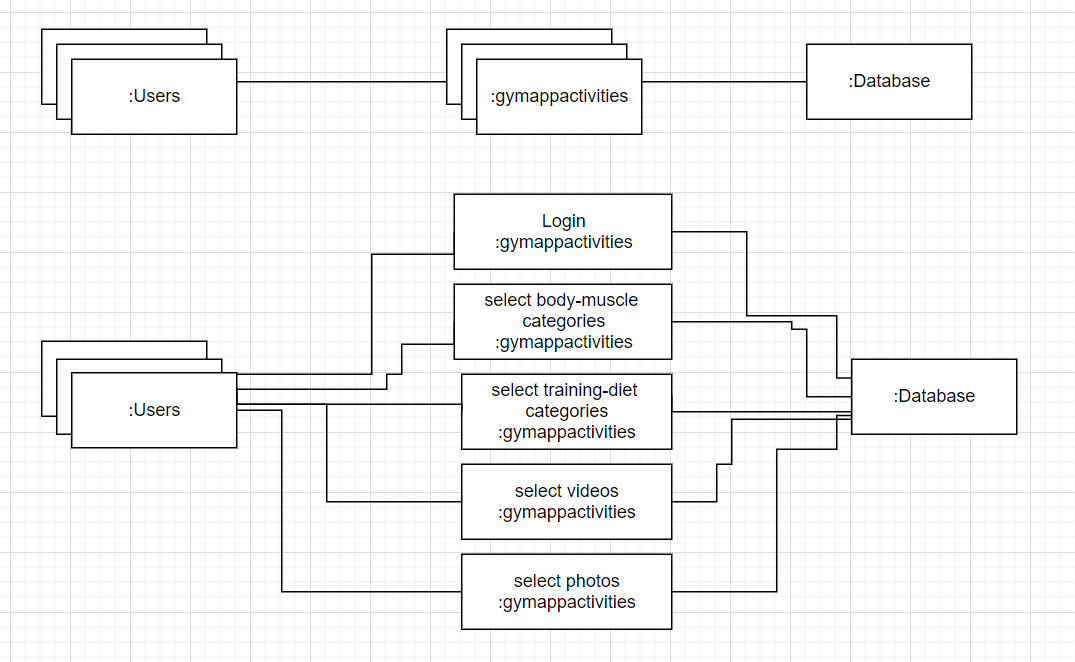 :Users
:gymappactivities
:Database
Login
:gymappactivities
select body-muscle
categories
:gymappactivities
:Users
select training-diet
categories
:gymappactivities
:Database
select videos
:gymappactivities
select photos
:gymappactivities